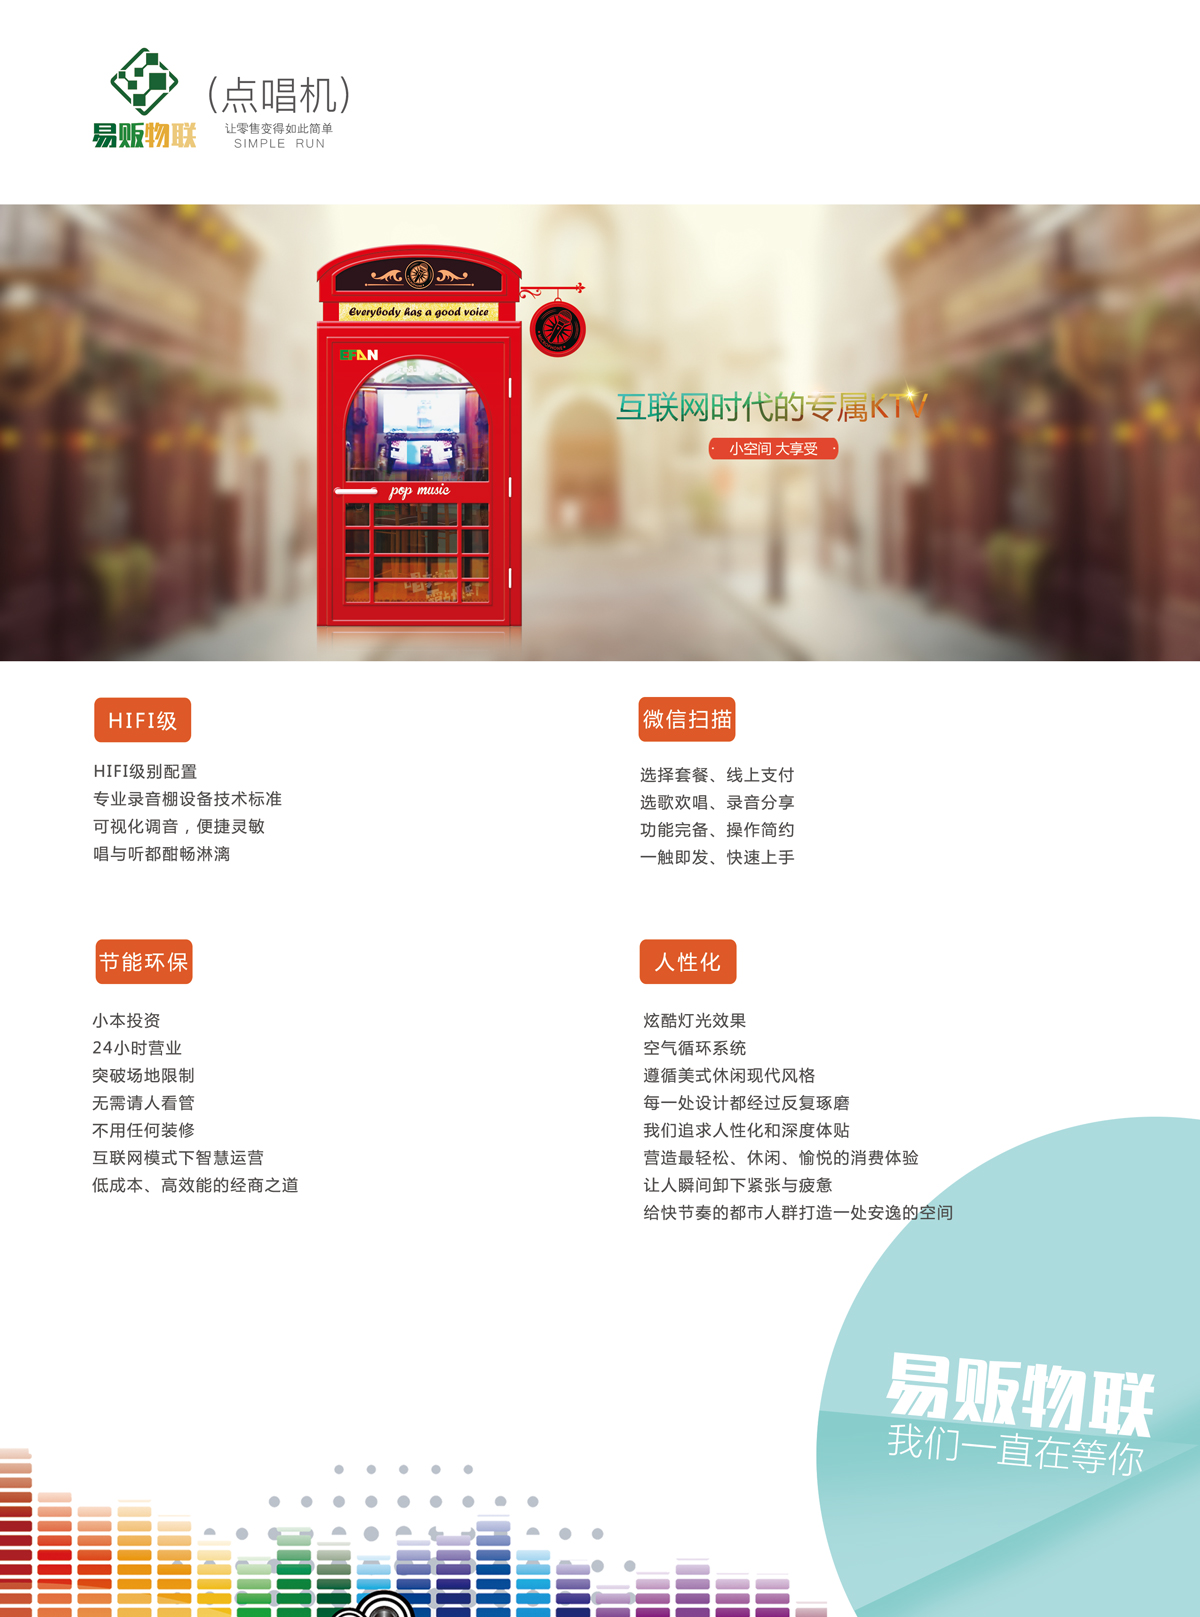 易贩物联
（点唱机）
让零售变得如此简单
SIMPLE RUN
Everybody has a good voice
EFAN
pop music
互联网时代的专属KTV
小空间 大享受
HIFI级
HIFI级别配置
专业录音棚设备技术标准
可视化调音，便捷灵敏
唱与听都酣畅淋漓
微信扫描
选择套餐、线上支付
选歌欢唱、录音分享
功能完备、操作简约
一触即发、快速上手
节能环保
小本投资
24小时营业
突破场地限制
无需请人看管
不用任何装修
互联网模式下智慧运营
低成本、高效能的经商之道
人性化
炫酷灯光效果
空气循环系统
遵循美式休闲现代风格
每一处设计都经过反复琢磨
我们追求人性化和深度体贴
营造最轻松、休闲、愉悦的消费体验
让人瞬间卸下紧张与疲惫
给快节奏的都市人群打造一处安逸的空间
易贩物联
我们一直在等你